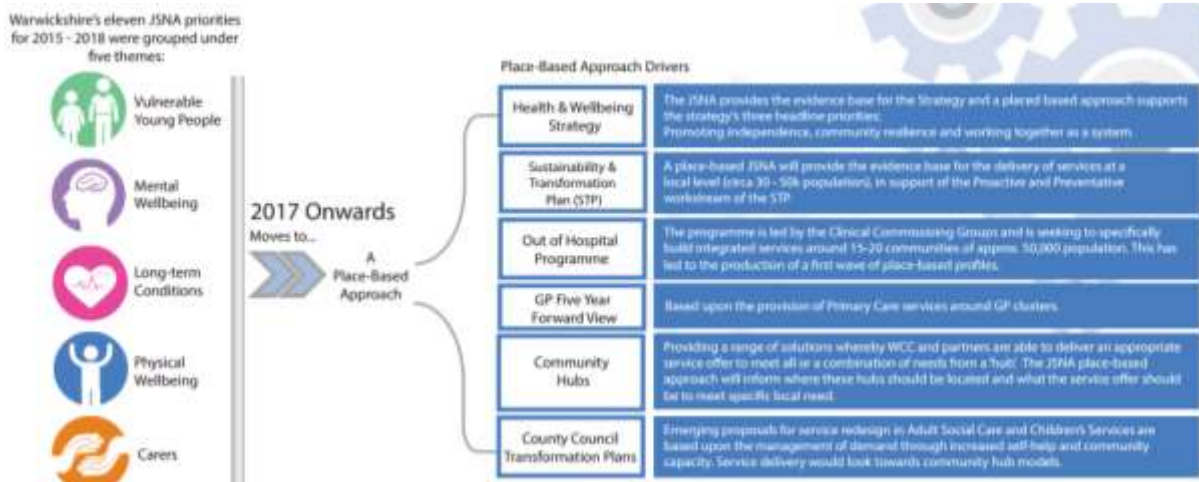 Warwickshire's eleven JSNA priorities
for 2015 - 2018 were grouped under
five themes:
Vulnerable
Young People
Mental
Wellbeing
Long-term
Conditions
Physical
Wellbeing
Carers
2017 Onwards
Moves to...
A
Place-Based
Approach
Place-Based Approach Drivers
Health & Wellbeing
Strategy
The JSNA provides the evidence base for the Strategy and a placed based approach supports
the strategy's three headline priorities:
Promoting independence, community resilience and working together as a system.
Sustainability &
Transformation
Plan (STP)
A place-based JSNA will provide the evidence base for the delivery of services at a
local level (circa 30 - 50k population), in support of the Proactive and Preventative
workstream of the STP.
Out of Hospital
Programme
The programme is led by the Clinical Commissioning Groups and is seeking to specifically
build integrated services around 15-20 communities of approx. 50,000 population. This has
led to the production of a first wave of place-based profiles.
GP Five Year
Forward View
Based upon the provision of Primary Care services around GP clusters
Community
Hubs
Providing a range of solutions whereby WCC and partners are able to deliver an appropriate
service offer to meet all or a combination of needs from a 'hub'. The JSNA place-based
approach will inform where these hubs should be located and what the service offer should
be to meet specific local need.
County Council
Transformation Plans
Emerging proposals for service redesign in Adult Social Care and Children's Services are
based upon the management of demand through increased self-help and community
capacity. Service delivery would look towards community hub models.